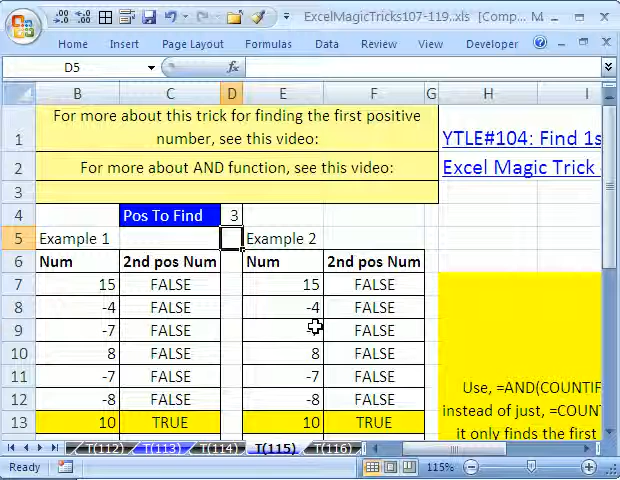 ExcelMagicTricks107-119..xls [Comp... M...
Home Insert Page Layout Formulas Data Review View Developer
D5 fx
B C D E F G H I
1 For more about this trick for finding the first positive
number, see this video: YTLE#104: Find 1s
2 For more about AND function, see this video: Excel Magic Trick
3
4 Pos To Find 3
5 Example 1 Example 2
6 Num 2nd pos Num Num 2nd pos Num
7 15 FALSE 15 FALSE
8 -4 FALSE -4 FALSE
9 -7 FALSE FALSE
10 8 FALSE 8 FALSE
11 -7 FALSE -7 FALSE
12 -8 FALSE -8 FALSE Use, =AND(COUNTIF
instead of just, =COUN
13 10 TRUE 10 TRUE
it only finds the first
T(112) T(113) T(114) T(115) T(116)
Ready 115%